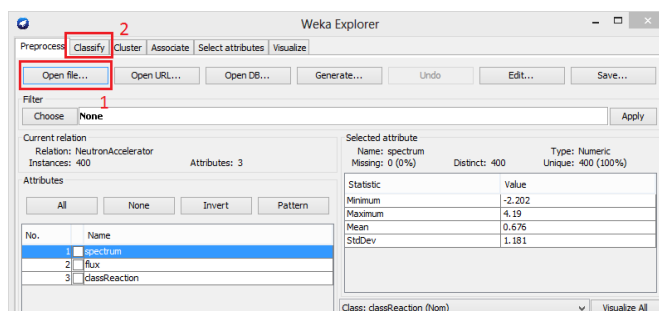 Weka Explorer
2
Preprocess Classify Cluster Associate Select attributes Visualize
Open file... Open URL... Open DB... Generate... Undo Edit... Save...
1
Filter
Choose None Apply
Current relation
Relation: NeutronAccelerator
Instances: 400 Attributes: 3
Selected attribute
Name: spectrum Type: Numeric
Missing: 0 (0%) Distinct: 400 Unique: 400 (100%)
Attributes
All None Invert Pattern
No. Name
1 spectrum
2 flux
3 classReaction
Statistic Value
Minimum -2.202
Maximum 4.19
Mean 0.676
StdDev 1.181
Class: classReaction (Nom) Visualize All